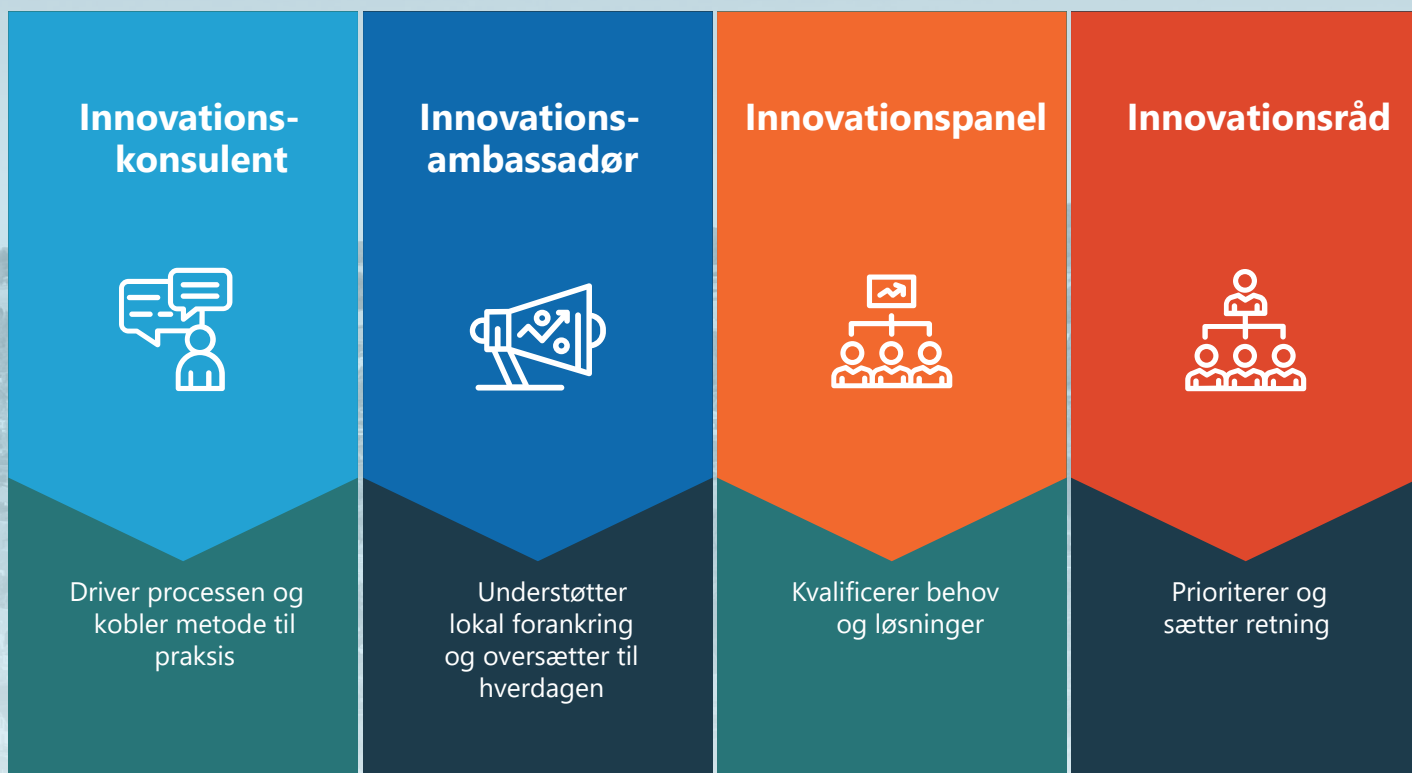 Innovations-
konsulent
Driver processen og
kobler metode til
praksis
Innovations-
ambassadør
Understøtter
lokal forankring
og oversætter til
hverdagen
Innovationspanel
Kvalificerer behov
og løsninger
Innovationsråd
Prioriterer og
sætter retning